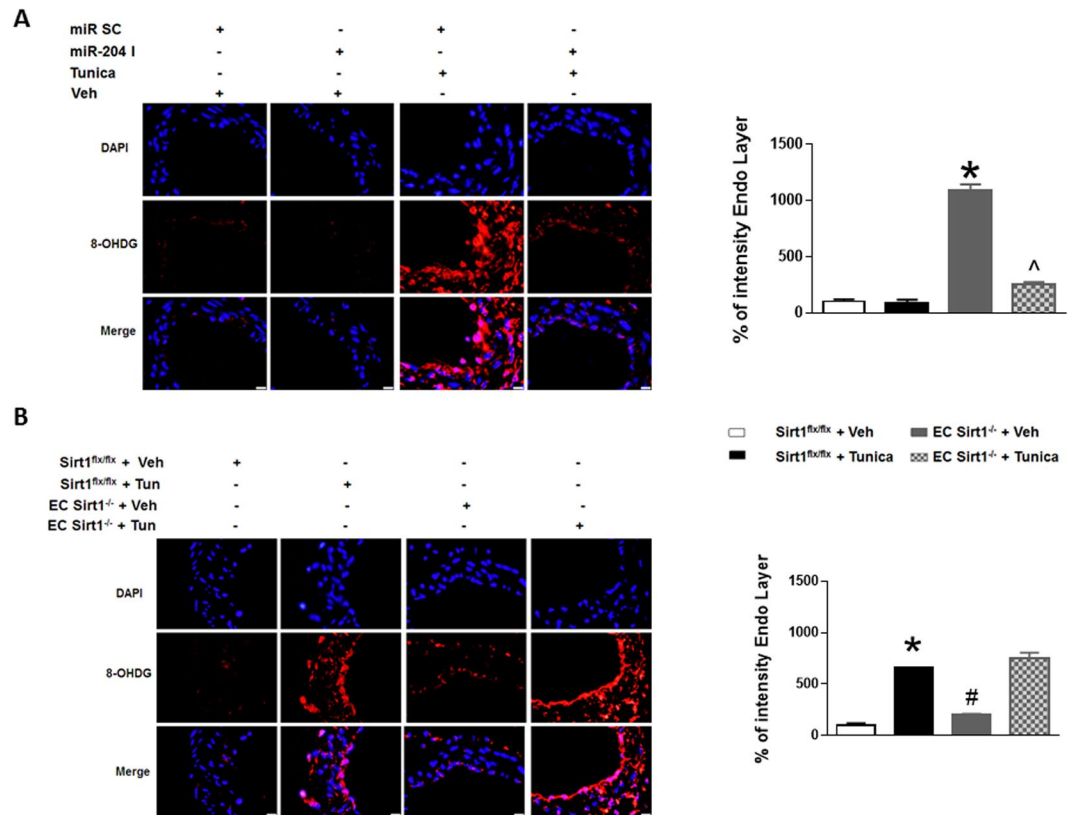 A
miR SC + - + -
miR-204 I - + - +
Tunica - - + +
Veh + + - -
DAPI
8-OHDG
Merge
% of intensity Endo Layer
1500
1000
500
0
*
^
B
Sirt1flx/flx + Veh + - - -
Sirt1flx/flx + Tun - + - -
EC Sirt1-/- + Veh - - + -
EC Sirt1-/- + Tun - - - +
DAPI
8-OHDG
Merge
Sirt1flx/flx + Veh EC Sirt1-/- + Veh
Sirt1flx/flx + Tunica EC Sirt1-/- + Tunica
% of intensity Endo Layer
1500
1000
500
0
*
#